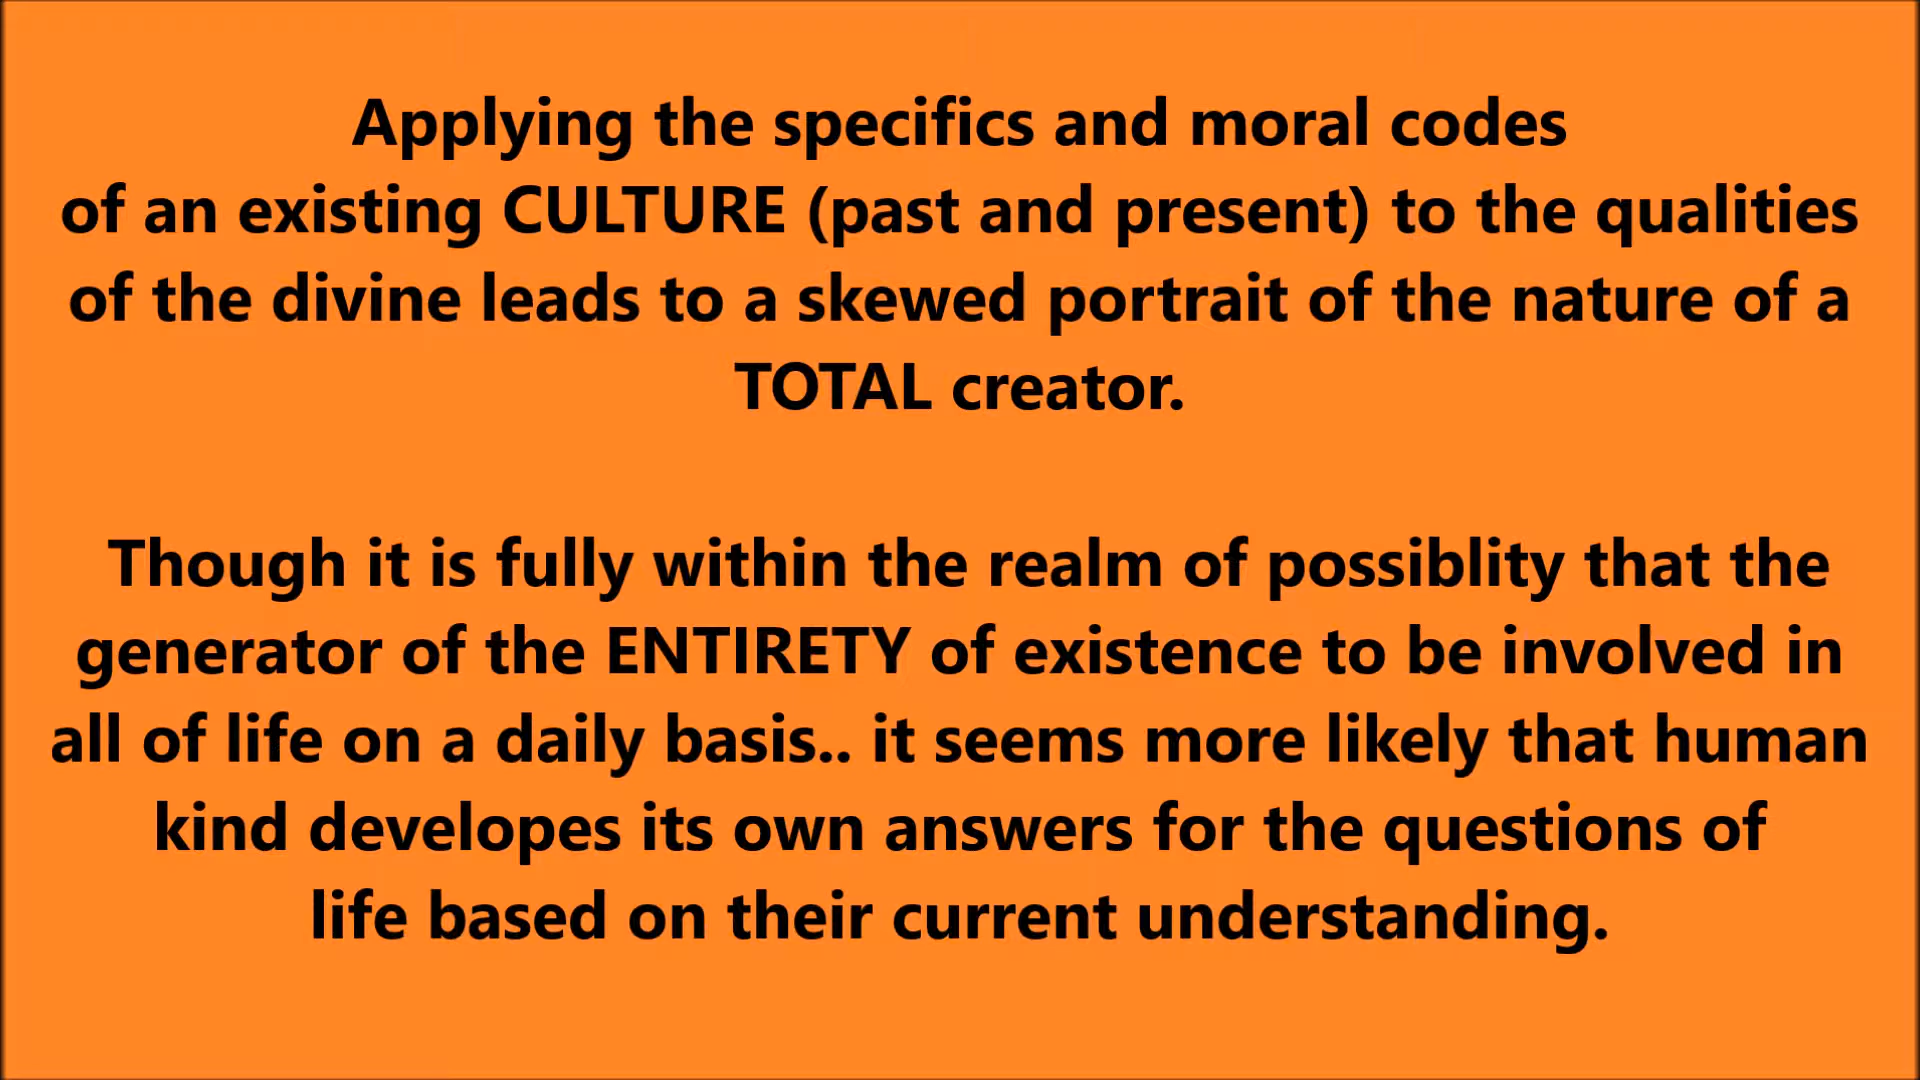 Applying the specifics and moral codes
of an existing CULTURE (past and present) to the qualities
of the divine leads to a skewed portrait of the nature of a
TOTAL creator.
Though it is fully within the realm of possiblity that the
generator of the ENTIRETY of existence to be involved in
all of life on a daily basis.. it seems more likely that human
kind developes its own answers for the questions of
life based on their current understanding.